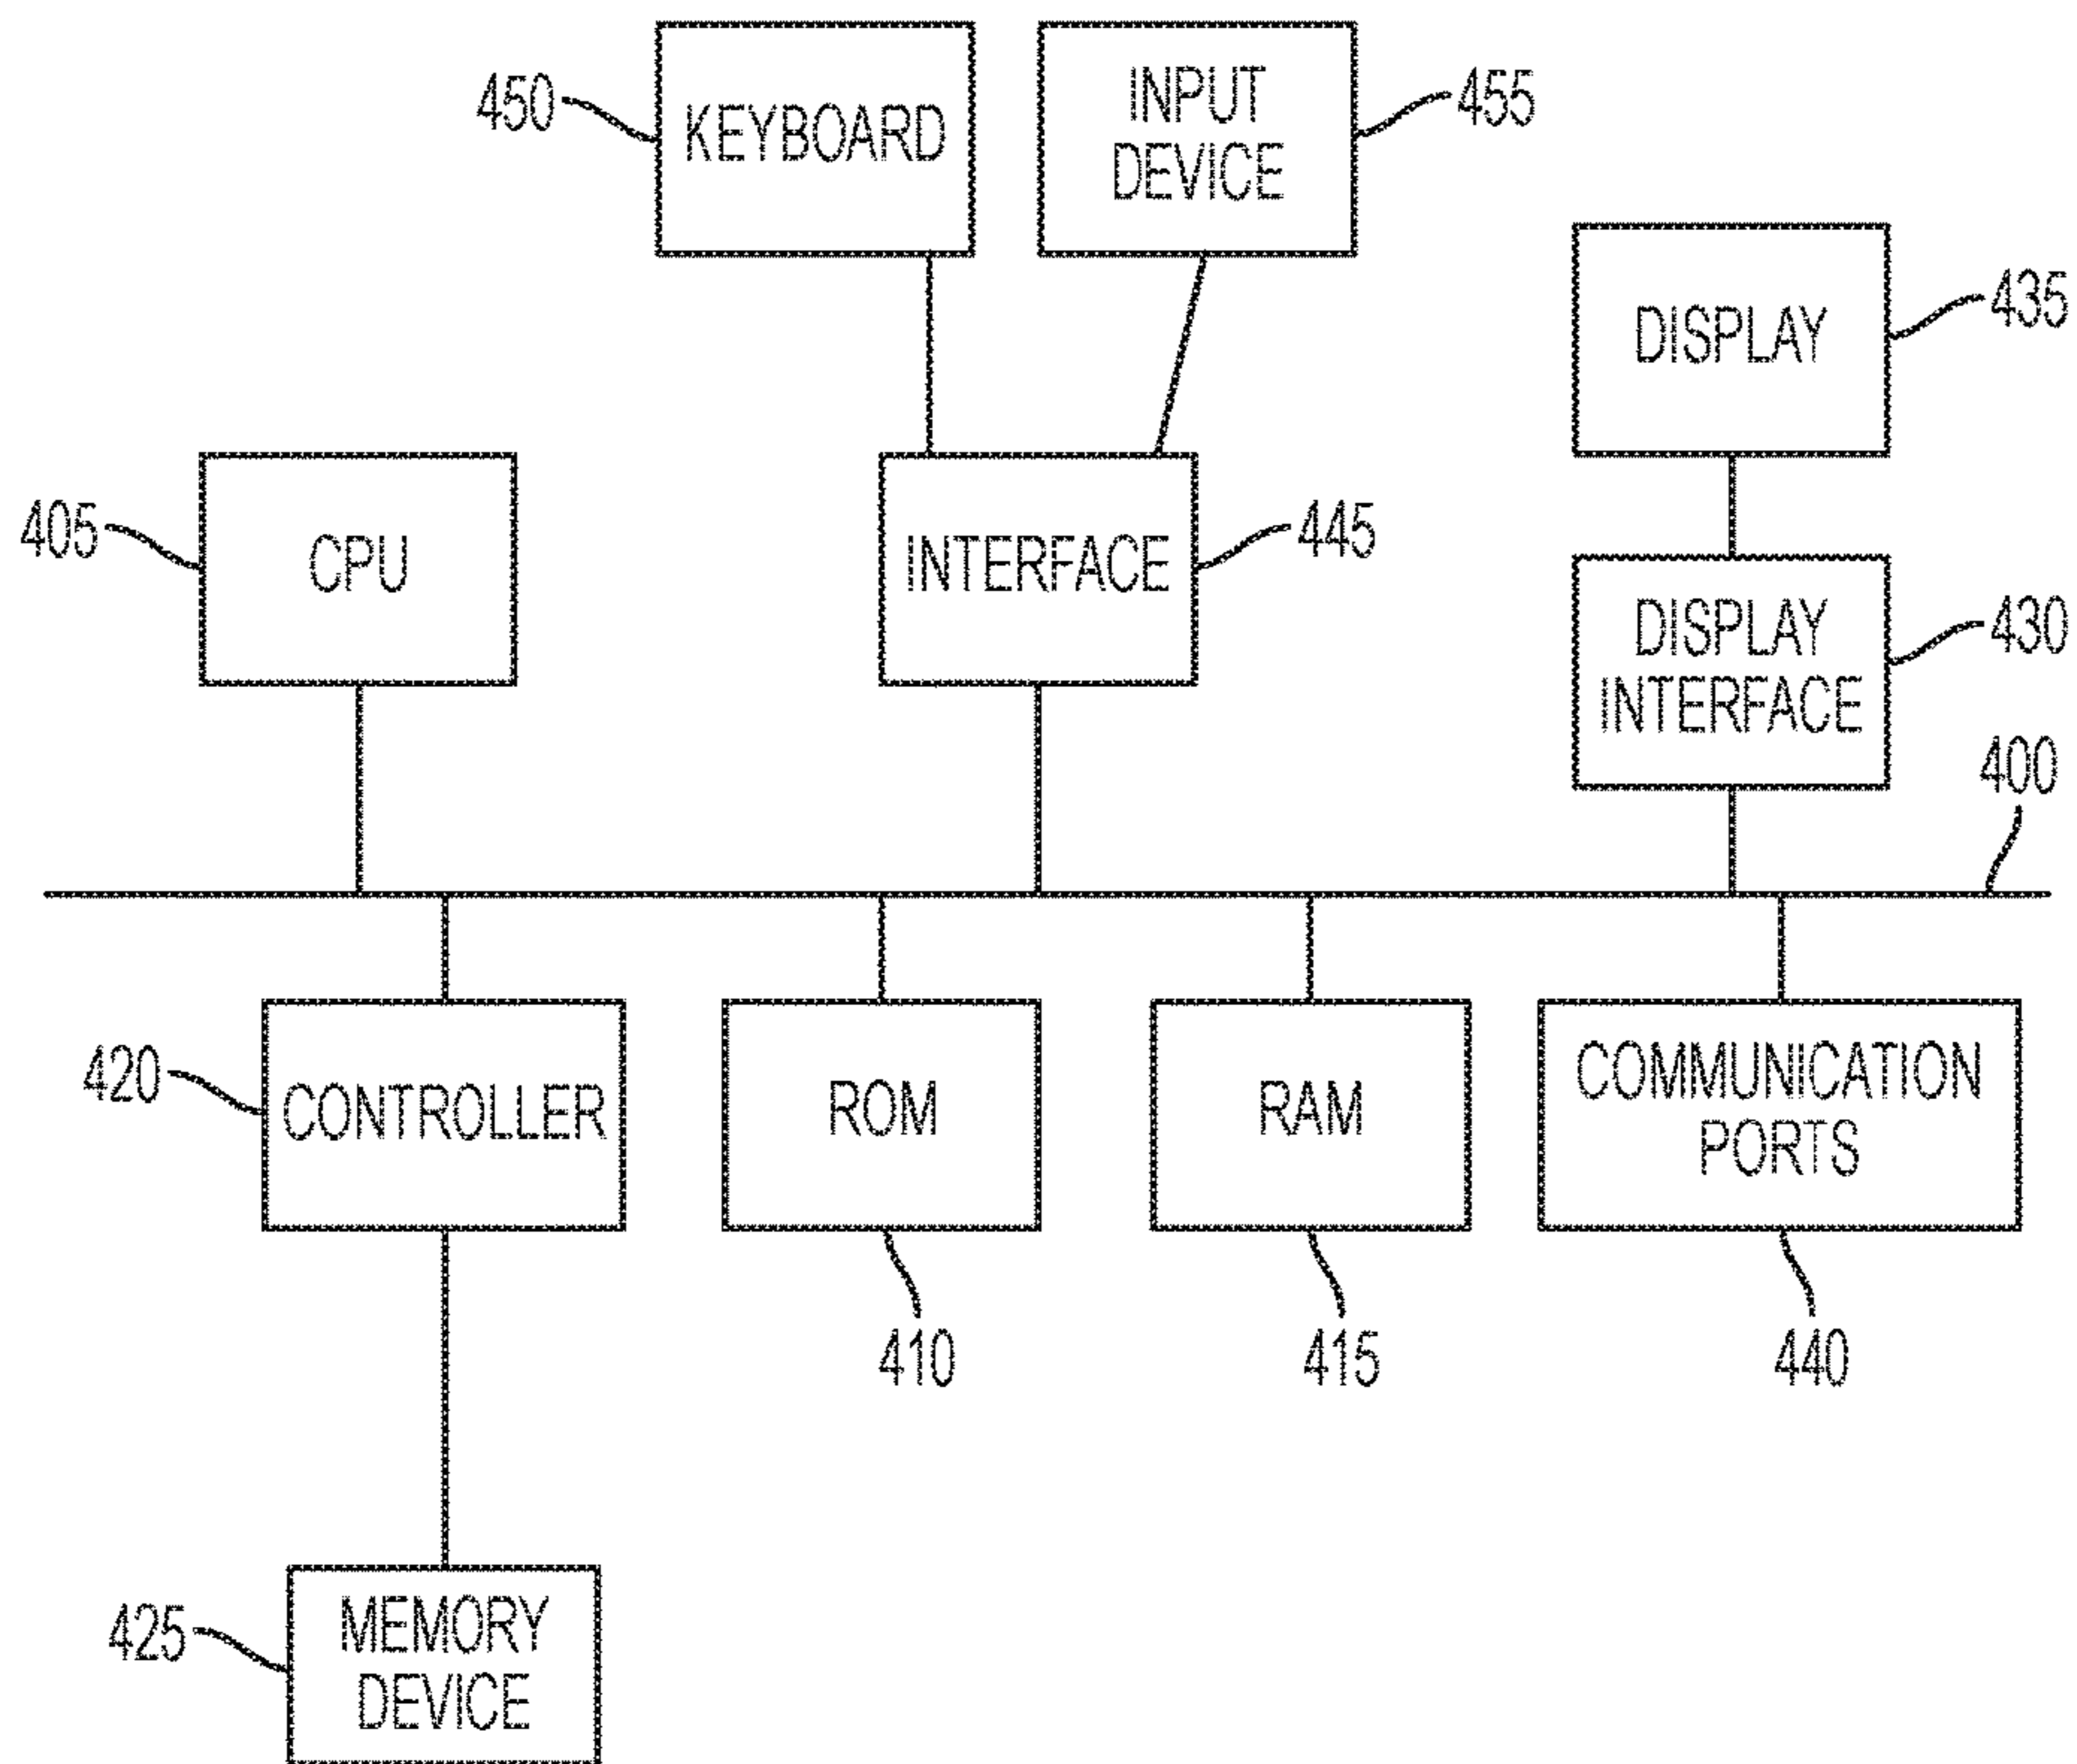 450
KEYBOARD
INPUT
DEVICE
455
DISPLAY
435
405
CPU
INTERFACE
445
DISPLAY
INTERFACE
430
400
420
CONTROLLER
ROM
RAM
COMMUNICATION
PORTS
410
415
440
425
MEMORY
DEVICE